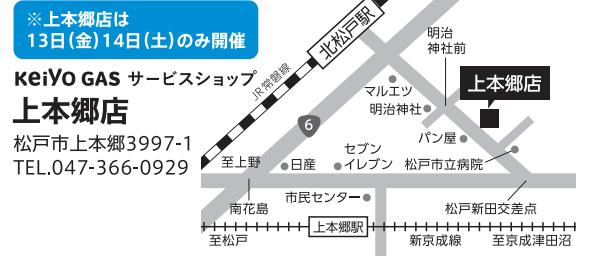 ※上本郷店は
13日(金)14日(土)のみ開催
KeiYO GAS サービスショップ
上本郷店
松戸市上本郷3997-1
TEL.047-366-0929
北松戸駅
JR常磐線
明治
神社前
マルエツ
明治神社
上本郷店
6
パン屋
セブン
イレブン
松戸市立病院
至上野
日産
南花島
市民センター
松戸新田交差点
上本郷駅
至松戸
新京成線
至京成津田沼